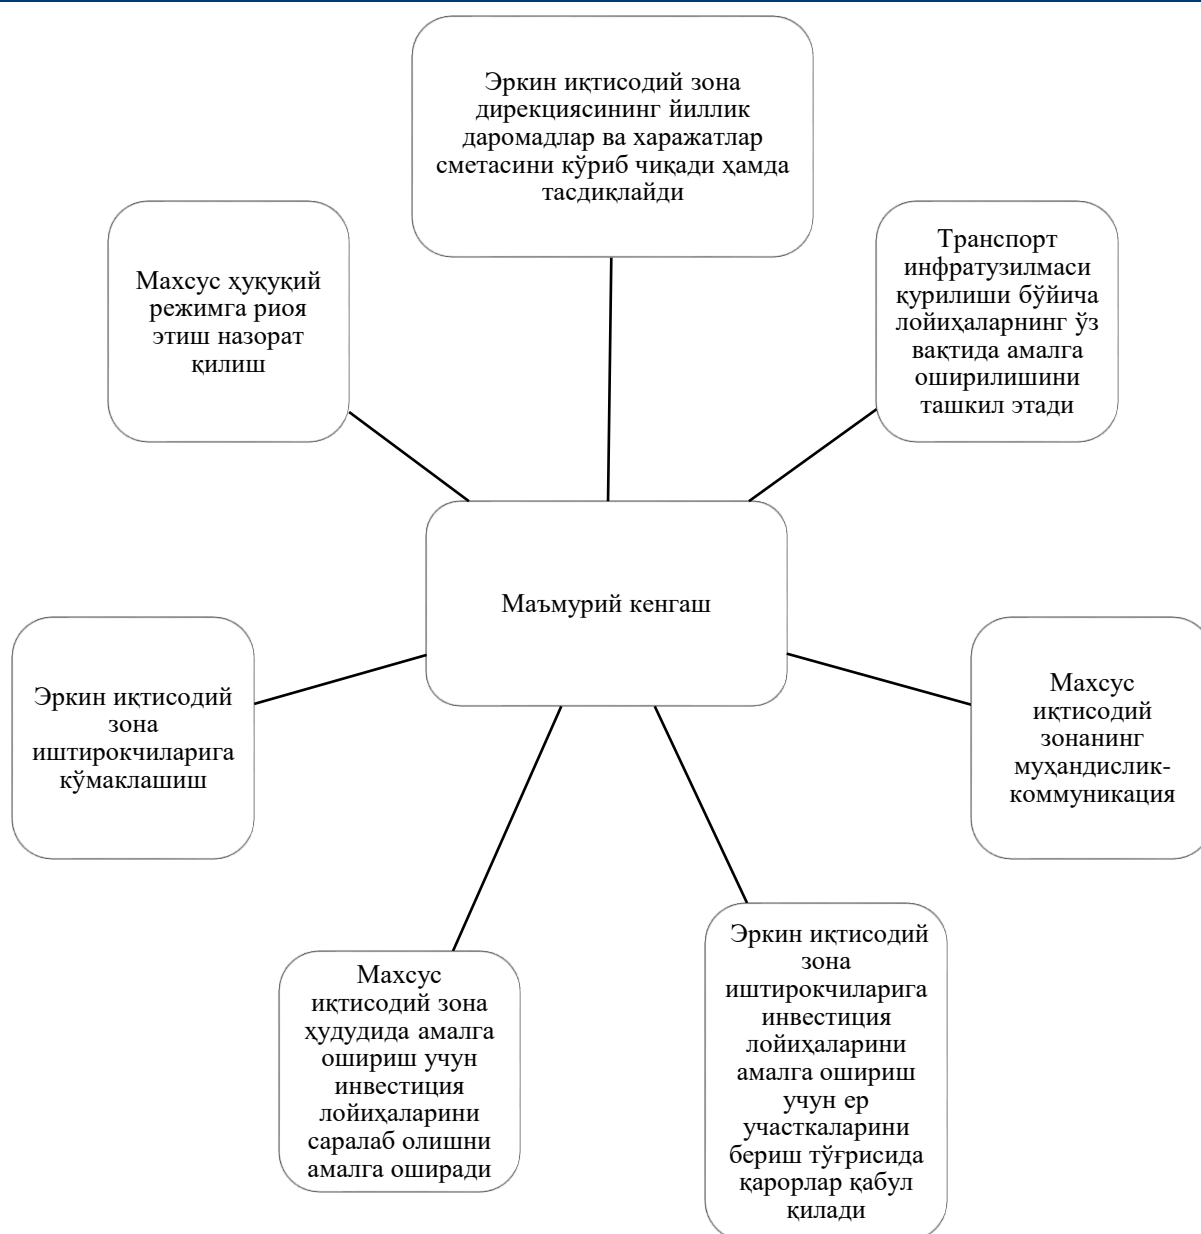 Эркин иқтисодий зона
дирекциясининг йиллик
даромадлар ва харажатлар
сметасини кўриб чиқади ҳамда
тасдиқлайди
Махсус ҳуқуқий
режимга риоя
этиш назорат
қилиш
Транспорт
инфратузилмаси
қурилиши бўйича
лойиҳаларнинг ўз
вақтида амалга
оширилишини
ташкил этади
Маъмурий кенгаш
Эркин иқтисодий
зона
иштирокчиларига
кўмаклашиш
Махсус
иқтисодий
зонанинг
муҳандислик-
коммуникация
Махсус
иқтисодий зона
ҳудудида амалга
ошириш учун
инвестиция
лойиҳаларини
саралаб олишни
амалга оширади
Эркин иқтисодий
зона
иштирокчиларига
инвестиция
лойиҳаларини
амалга ошириш
учун ер
участкаларини
бериш тўғрисида
қарорлар қабул
қилади